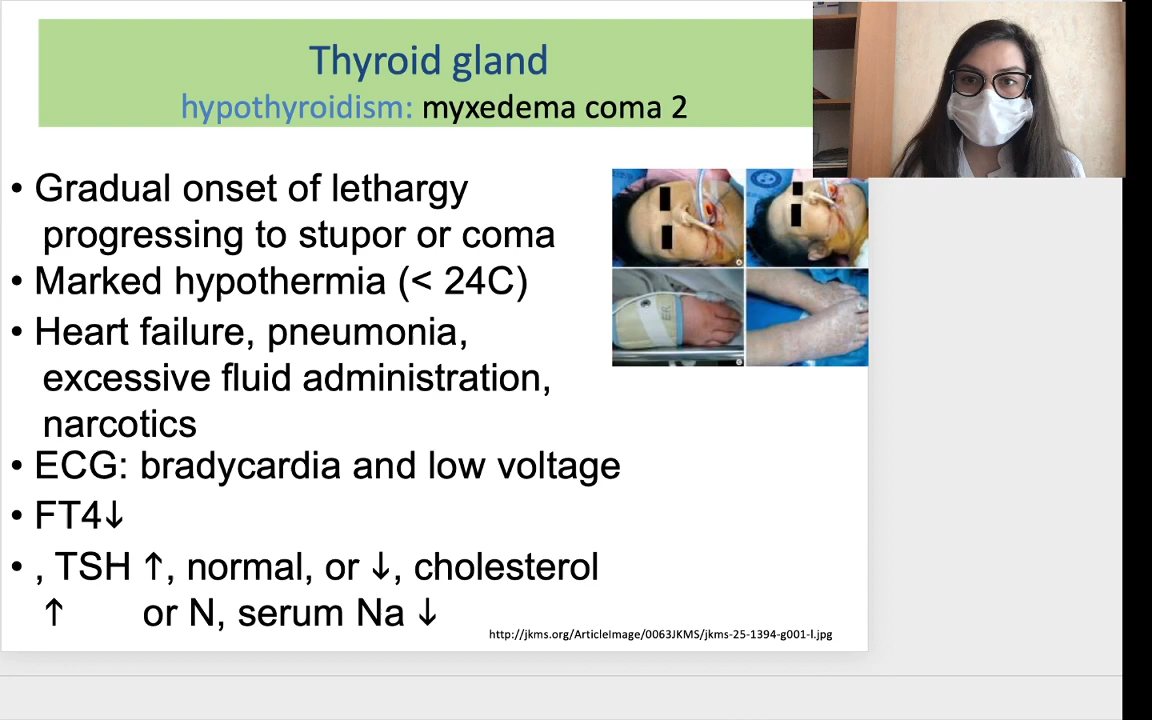 Thyroid gland
hypothyroidism: myxedema coma 2
• Gradual onset of lethargy
progressing to stupor or coma
• Marked hypothermia (< 24C)
• Heart failure, pneumonia,
excessive fluid administration,
narcotics
• ECG: bradycardia and low voltage
• FT4↓
• , TSH ↑, normal, or ↓, cholesterol
↑ or N, serum Na ↓
http://jkms.org/ArticleImage/0063JKMS/jkms-25-1394-g001-l.jpg